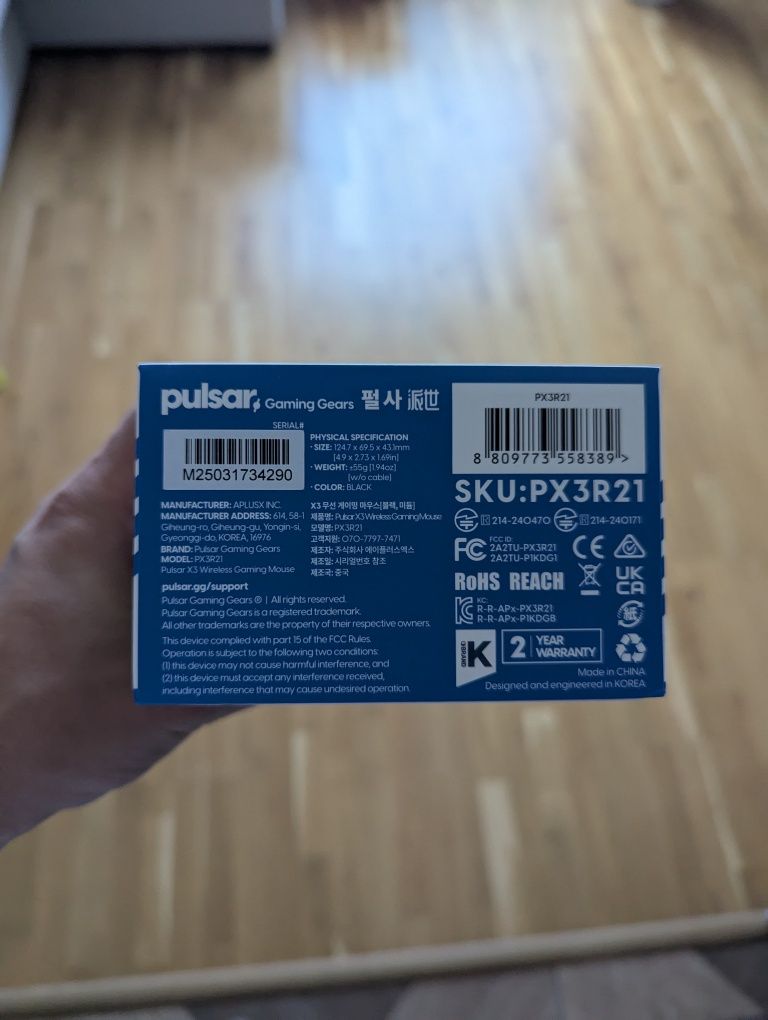 pulsar Gaming Gears 펄사 派世
SERIAL#
M25031734290
PHYSICAL SPECIFICATION
· SIZE: 124.7 x 69.5 x 43.1mm
[4.9 x 2.73 x 1.69in]
· WEIGHT: ±55g [1.94oz]
[w/o cable]
· COLOR: BLACK
MANUFACTURER: APLUSX INC.
MANUFACTURER ADDRESS: 614, 58-1
Giheung-ro, Giheung-gu, Yongin-si,
Gyeonggi-do, KOREA, 16976
BRAND: Pulsar Gaming Gears
MODEL: PX3R21
Pulsar X3 Wireless Gaming Mouse
X3 무선 게이밍 마우스[블랙, 미듐]
제품명: Pulsar X3 Wireless Gaming Mouse
모델명: PX3R21
고객지원: 070-7797-7471
제조자: 주식회사 에이플러스엑스
제조일: 시리얼번호 참조
제조국: 중국
pulsar.gg/support
Pulsar Gaming Gears ® | All rights reserved.
Pulsar Gaming Gears is a registered trademark.
All other trademarks are the property of their respective owners.
This device complied with part 15 of the FCC Rules.
Operation is subject to the following two conditions:
(1) this device may not cause harmful interference, and
(2) this device must accept any interference received,
including interference that may cause undesired operation.
PX3R21
8 809773 558389 >
SKU:PX3R21
R 214-240470 R 214-240171
FCC ID:
2A2TU-PX3R21
2A2TU-P1KDG1
CE
RoHS REACH
UK
CA
KC:
R-R-APx-PX3R21
R-R-APx-P1KDGB
紙
K BRAND
2 YEAR
WARRANTY
Made in CHINA
Designed and engineered in KOREA